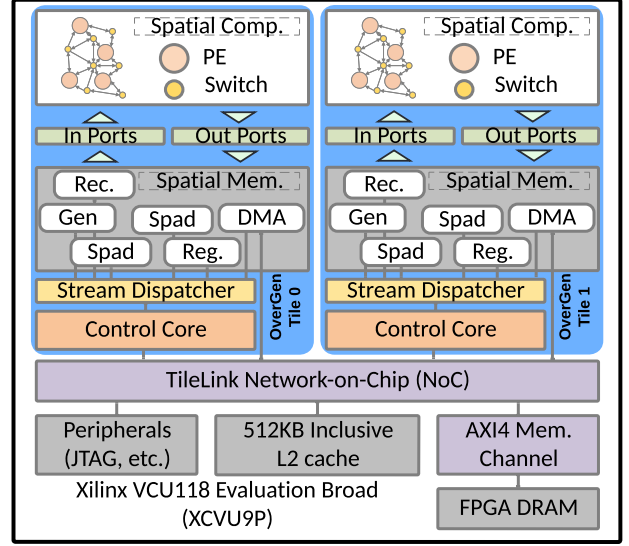 Spatial Comp.
PE
Switch
In Ports
Out Ports
Rec.
Spatial Mem.
Gen
Spad
DMA
Spad
Reg.
Stream Dispatcher
Control Core
OverGen
Tile 0
Spatial Comp.
PE
Switch
In Ports
Out Ports
Rec.
Spatial Mem.
Gen
Spad
DMA
Spad
Reg.
Stream Dispatcher
Control Core
OverGen
Tile 1
TileLink Network-on-Chip (NoC)
Peripherals
(JTAG, etc.)
512KB Inclusive
L2 cache
AXI4 Mem.
Channel
Xilinx VCU118 Evaluation Broad
(XCVU9P)
FPGA DRAM